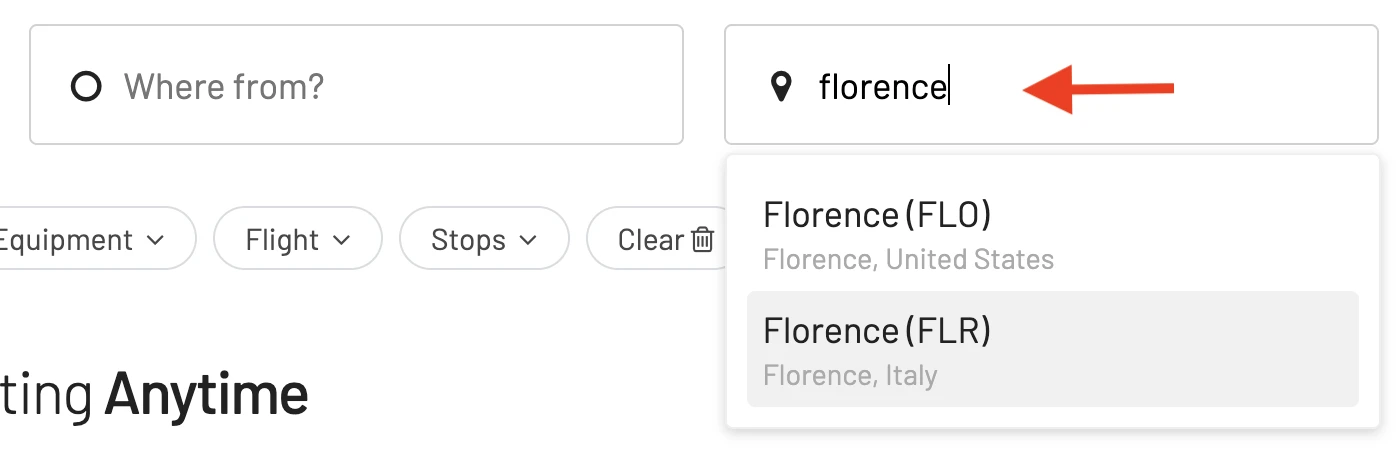 Where from?
florence
Florence (FLO)
Florence, United States
Equipment
Flight
Stops
Clear
Florence (FLR)
Florence, Italy
ting Anytime